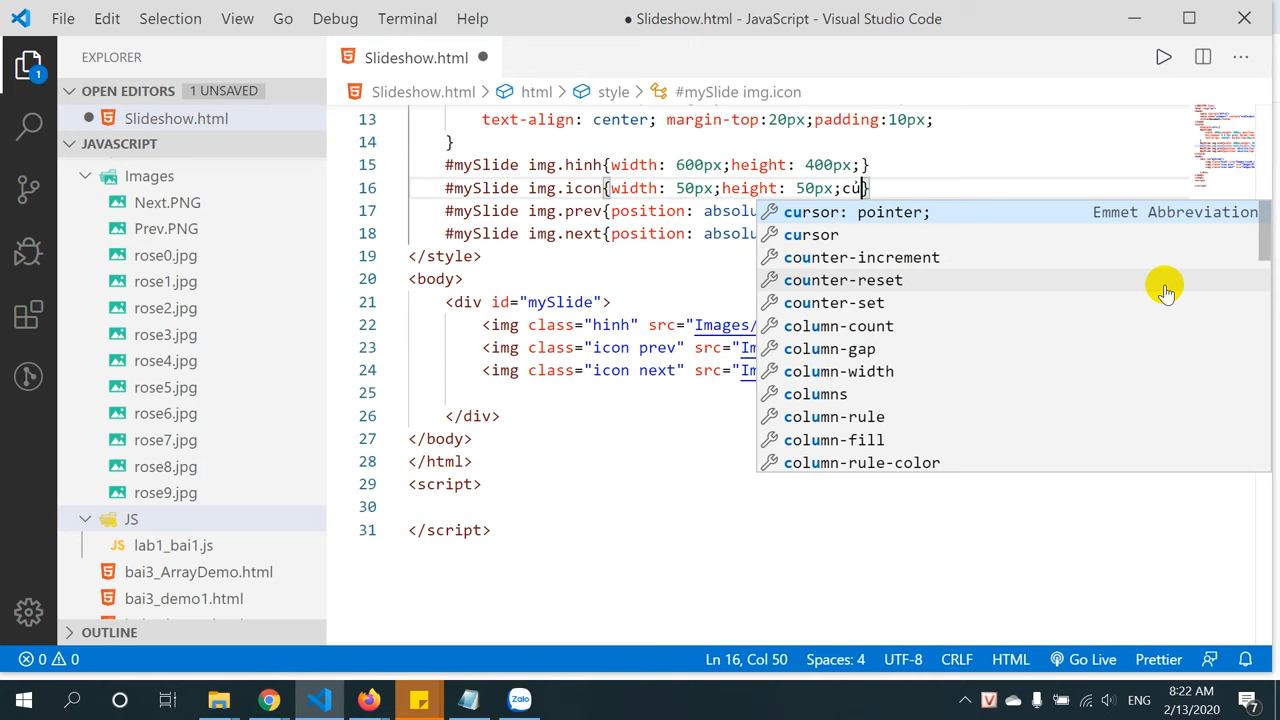 File Edit Selection View Go Debug Terminal Help ● Slideshow.html - JavaScript - Visual Studio Code
EXPLORER
OPEN EDITORS 1 UNSAVED
Slideshow.html
JAVASCRIPT
Images
Next.PNG
Prev.PNG
rose0.jpg
rose1.jpg
rose2.jpg
rose3.jpg
rose4.jpg
rose5.jpg
rose6.jpg
rose7.jpg
rose8.jpg
rose9.jpg
JS
JS lab1_bai1.js
bai3_ArrayDemo.html
bai3_demo1.html
OUTLINE
1
Slideshow.html
Slideshow.html > html > style > #mySlide img.icon
13 text-align: center; margin-top:20px;padding:10px;
14 }
15 #mySlide img.hinh{width: 600px;height: 400px;}
16 #mySlide img.icon{width: 50px;height: 50px;củ}
17 #mySlide img.prev{position: absolu
18 #mySlide img.next{position: absolu
19 </style>
20 <body>
21 <div id="mySlide">
22 <img class="hinh" src="Images/
23 <img class="icon prev" src="Im
24 <img class="icon next" src="Im
25
26 </div>
27 </body>
28 </html>
29 <script>
30
31 </script>
cursor: pointer; Emmet Abbreviation
cursor
counter-increment
counter-reset
counter-set
column-count
column-gap
column-width
columns
column-rule
column-fill
column-rule-color
0 0 Ln 16, Col 50 Spaces: 4 UTF-8 CRLF HTML Go Live Prettier
Zalo V ENG 8:22 AM
2/13/2020 7